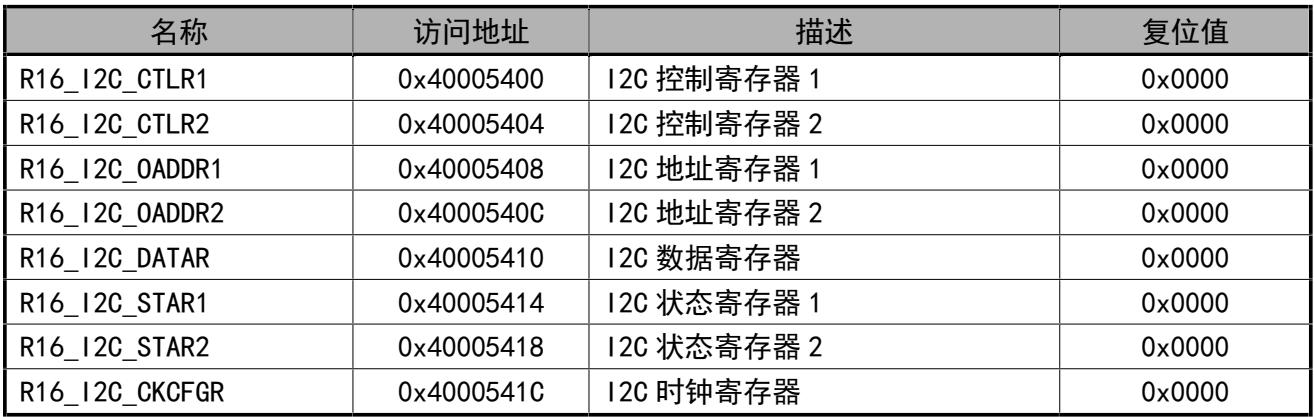 名称 访问地址 描述 复位值
R16_I2C_CTLR1 0x40005400 I2C 控制寄存器 1 0x0000
R16_I2C_CTLR2 0x40005404 I2C 控制寄存器 2 0x0000
R16_I2C_OADDR1 0x40005408 I2C 地址寄存器 1 0x0000
R16_I2C_OADDR2 0x4000540C I2C 地址寄存器 2 0x0000
R16_I2C_DATAR 0x40005410 I2C 数据寄存器 0x0000
R16_I2C_STAR1 0x40005414 I2C 状态寄存器 1 0x0000
R16_I2C_STAR2 0x40005418 I2C 状态寄存器 2 0x0000
R16_I2C_CKCFGR 0x4000541C I2C 时钟寄存器 0x0000